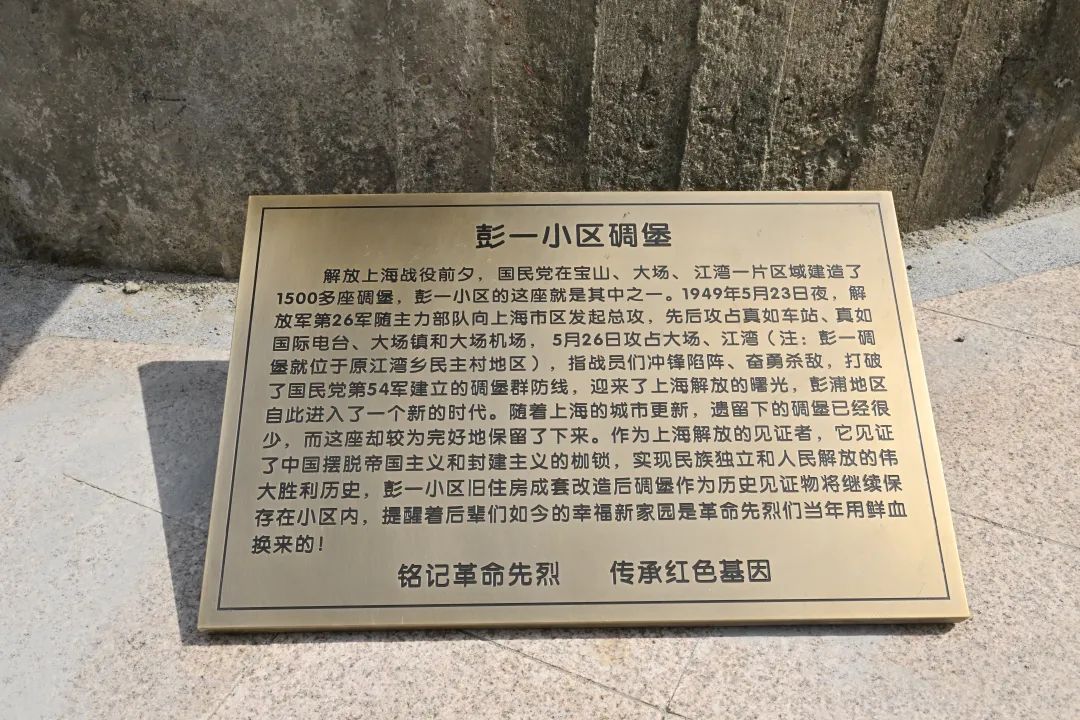 彭一小区碉堡
解放上海战役前夕，国民党在宝山、大场、江湾一片区域建造了
1500多座碉堡，彭一小区的这座就是其中之一。1949年5月23日夜，解
放军第26军随主力部队向上海市区发起总攻，先后攻占真如车站、真如
国际电台、大场镇和大场机场，5月26日攻占大场、江湾（注：彭一碉
堡就位于原江湾乡民主村地区），指战员们冲锋陷阵、奋勇杀敌，打破
了国民党第54军建立的碉堡群防线，迎来了上海解放的曙光，彭浦地区
自此进入了一个新的时代。随着上海的城市更新，遗留下的碉堡已经很
少，而这座却较为完好地保留了下来。作为上海解放的见证者，它见证
了中国摆脱帝国主义和封建主义的枷锁，实现民族独立和人民解放的伟
大胜利历史，彭一小区旧住房成套改造后碉堡作为历史见证物将继续保
存在小区内，提醒着后辈们如今的幸福新家园是革命先烈们当年用鲜血
换来的！
铭记革命先烈　　传承红色基因